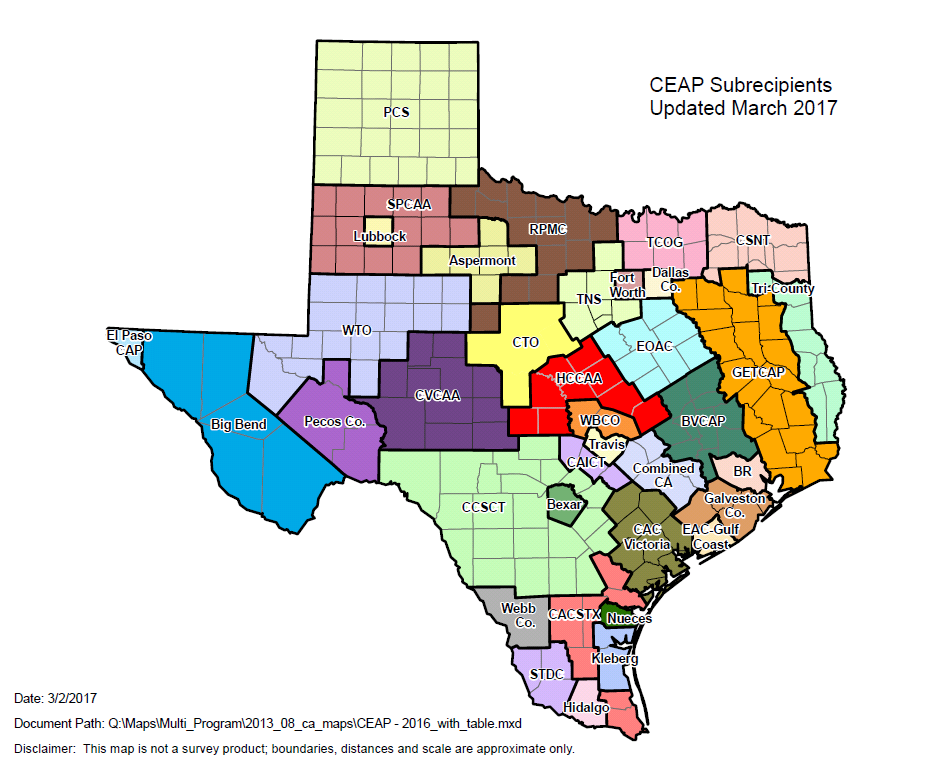 CEAP Subrecipients
Updated March 2017
PCS
SPCAA
Lubbock
RPMC
Aspermont
TCOG
CSNT
Fort
Worth
Dallas
Co.
Tri-County
TNS
WTO
El Paso
CAP
CTO
EOAC
HCCAA
GETCAP
CVCAA
Big Bend
Pecos Co.
WBCO
BVCAP
Travis
CAICT
Combined
CA
BR
CCSCT
Bexar
Galveston
Co.
CAC
Victoria
EAC-Gulf
Coast
Webb
Co.
CACSTX
Nueces
Kleberg
STDC
Hidalgo
Date: 3/2/2017
Document Path: Q:\Maps\Multi_Program\2013_08_ca_maps\CEAP - 2016_with_table.mxd
Disclaimer: This map is not a survey product; boundaries, distances and scale are approximate only.